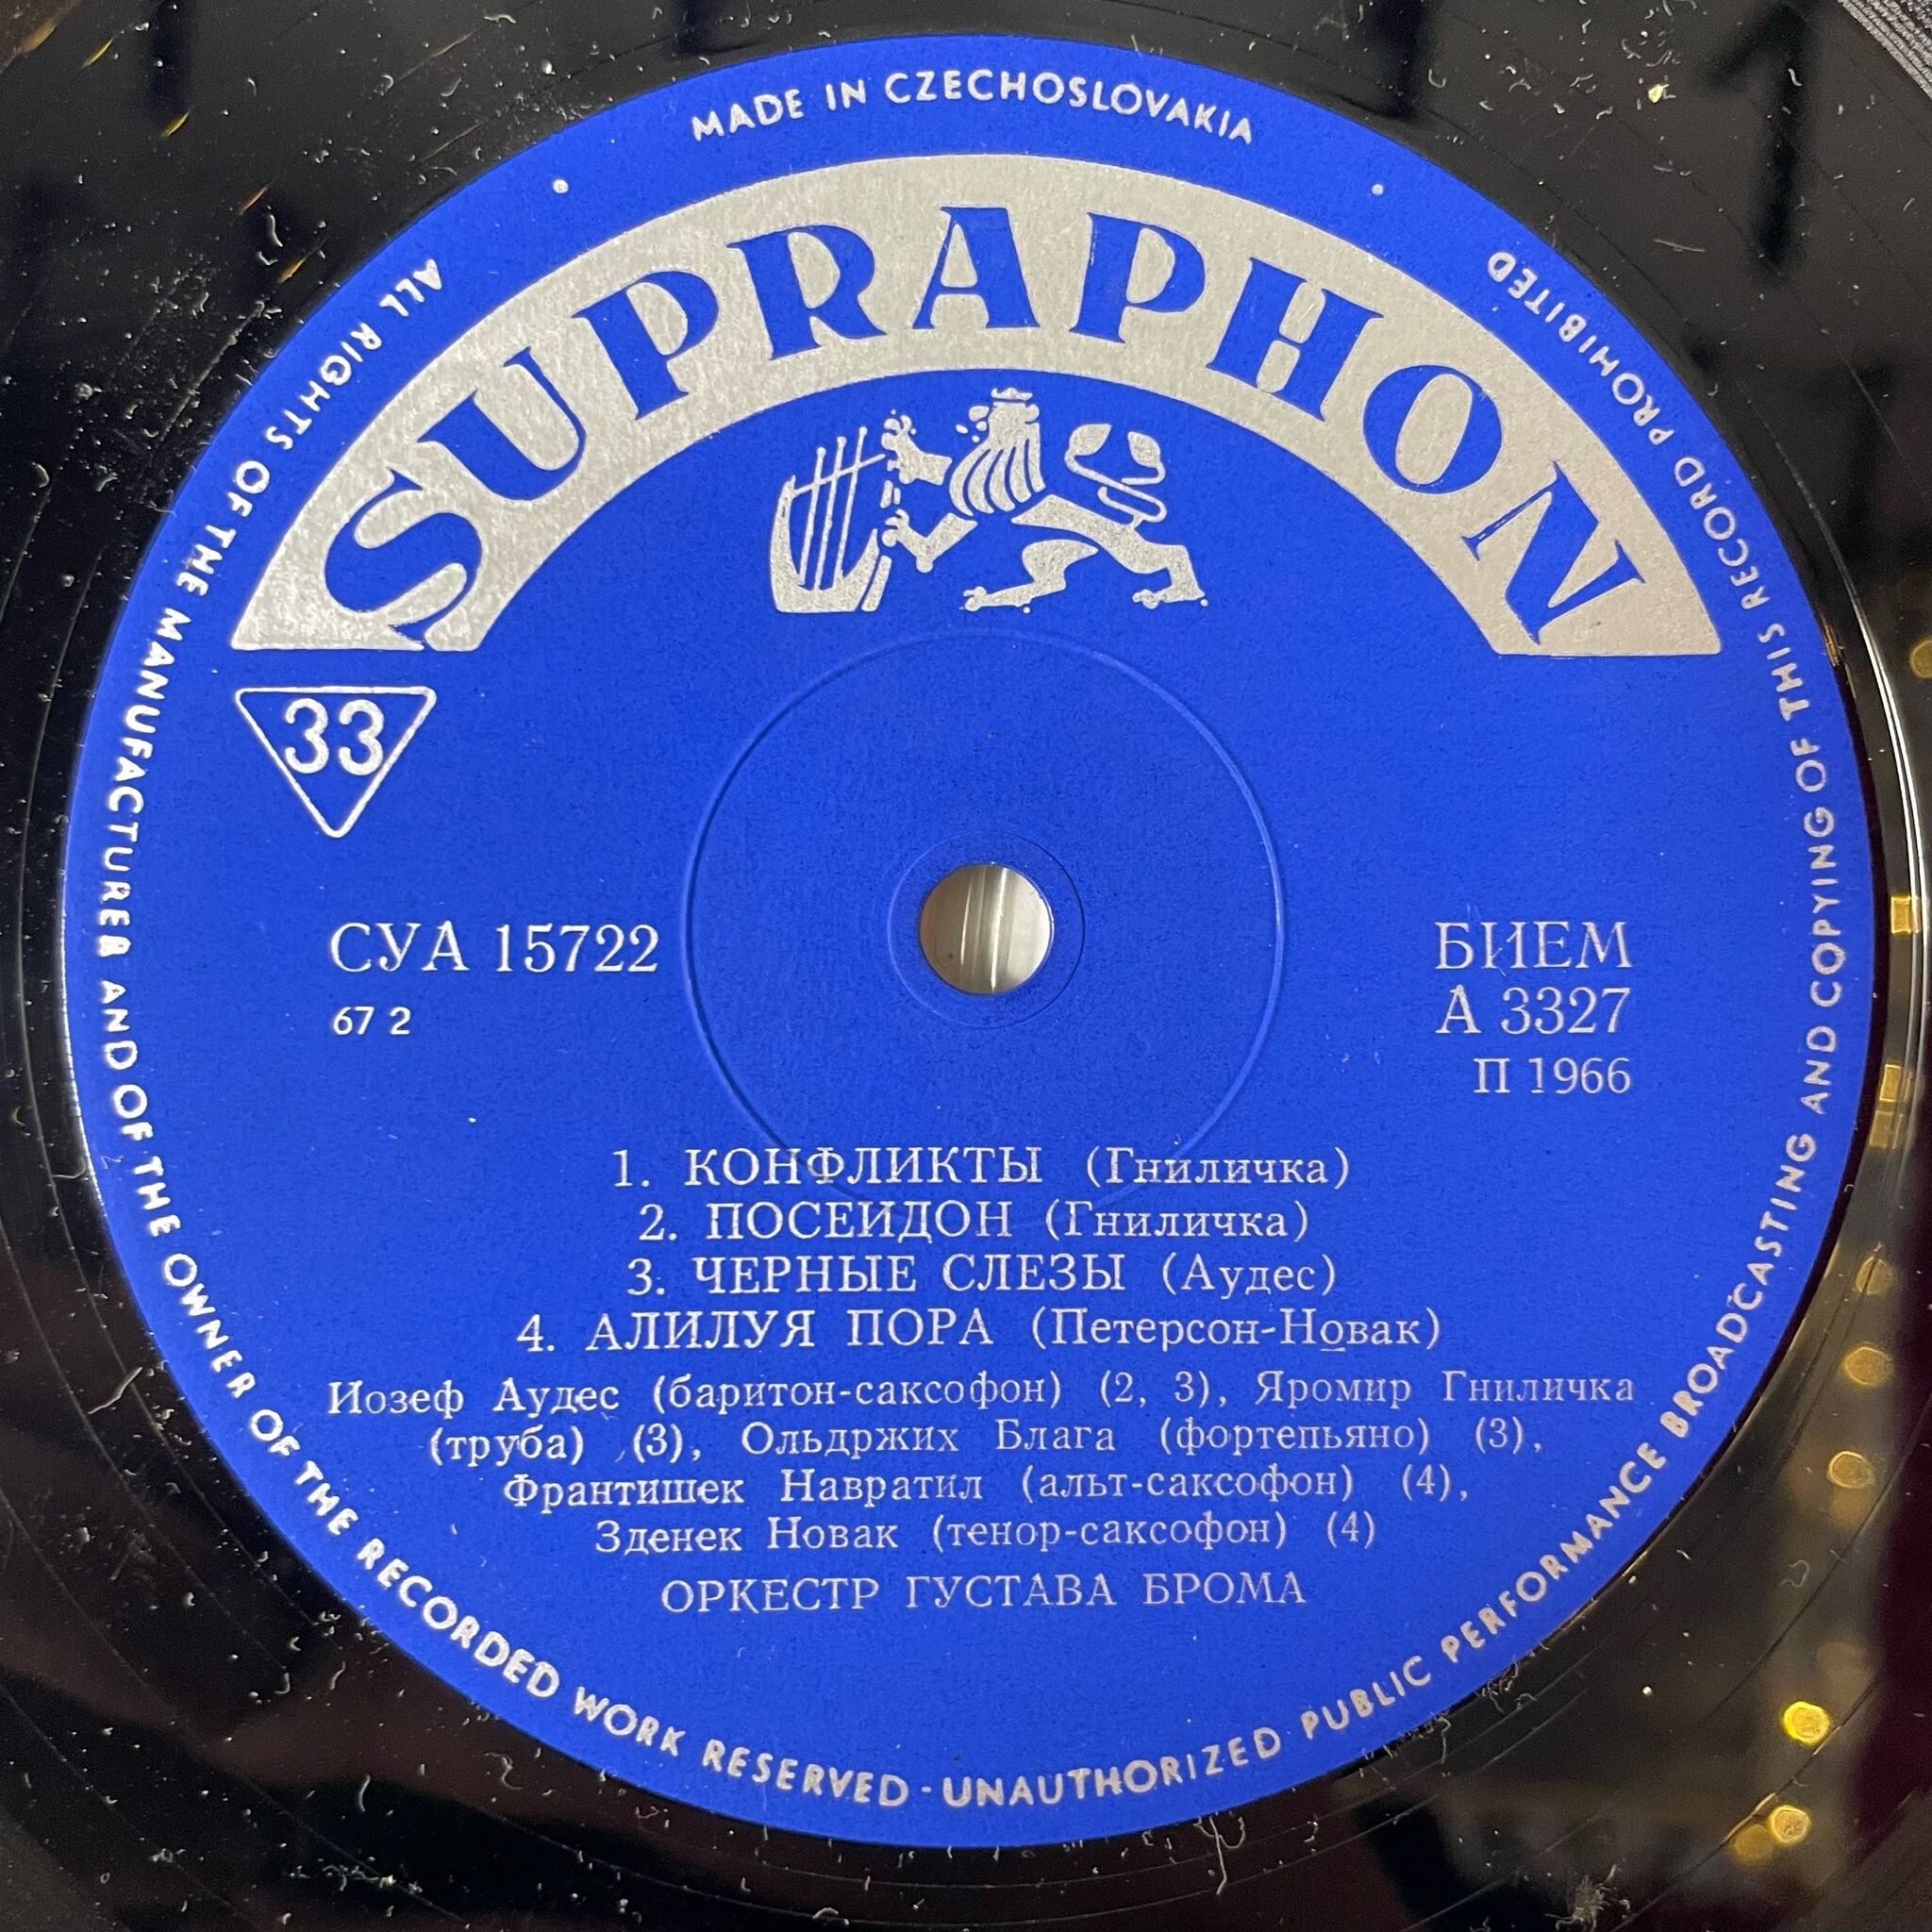 MADE IN CZECHOSLOVAKIA
ALL RIGHTS OF THE MANUFACTURER AND OF THE OWNER OF THE RECORDED WORK RESERVED - UNAUTHORIZED PUBLIC PERFORMANCE BROADCASTING AND COPYING OF THIS RECORD PROHIBITED
SUPRAPHON
33
СУА 15722
67 2
БИЕМ
А 3327
П 1966
1. КОНФЛИКТЫ (Гниличка)
2. ПОСЕИДОН (Гниличка)
3. ЧЕРНЫЕ СЛЕЗЫ (Аудес)
4. АЛИЛУЯ ПОРА (Петерсон-Новак)
Иозеф Аудес (баритон-саксофон) (2, 3), Яромир Гниличка
(труба) (3), Ольдржих Блага (фортепьяно) (3),
Франтишек Навратил (альт-саксофон) (4),
Зденек Новак (тенор-саксофон) (4)
ОРКЕСТР ГУСТАВА БРОМА